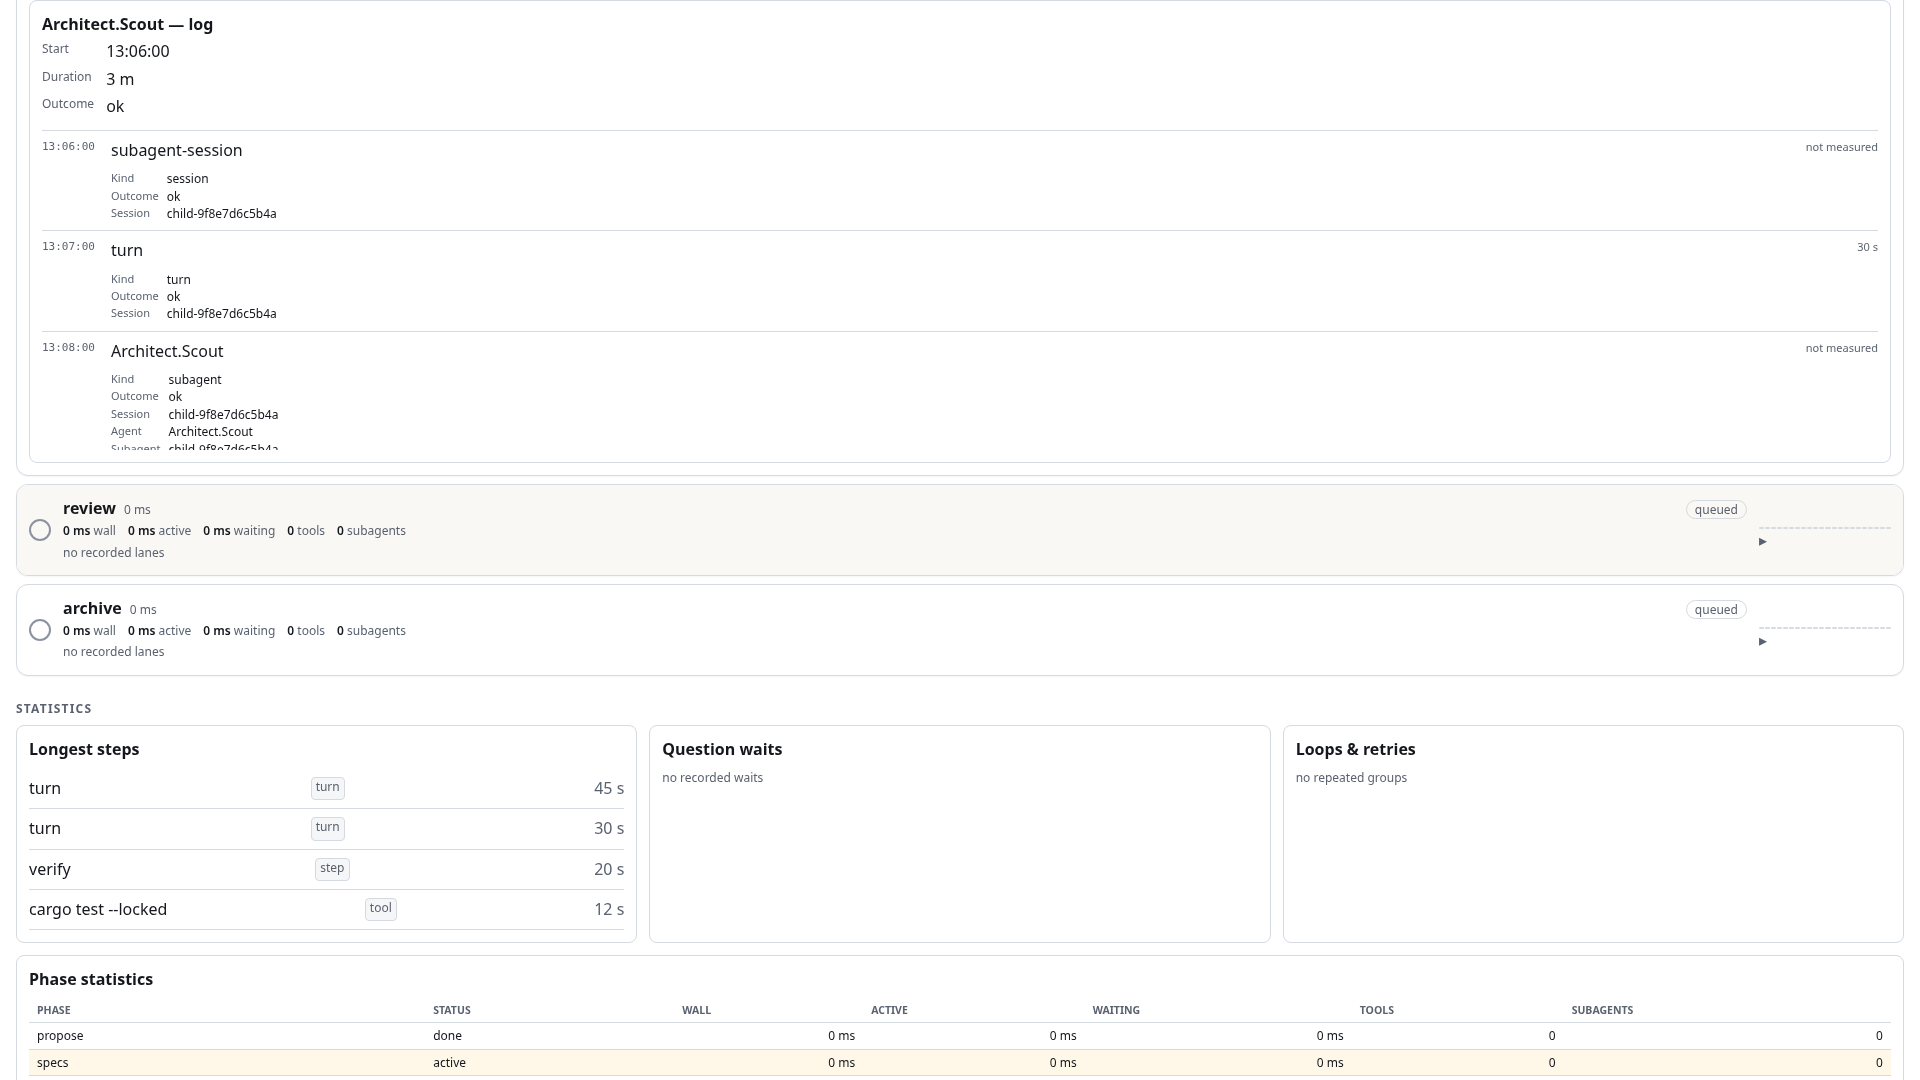 Architect.Scout — log
Start 13:06:00
Duration 3 m
Outcome ok
13:06:00 subagent-session not measured
Kind session
Outcome ok
Session child-9f8e7d6c5b4a
13:07:00 turn 30 s
Kind turn
Outcome ok
Session child-9f8e7d6c5b4a
13:08:00 Architect.Scout not measured
Kind subagent
Outcome ok
Session child-9f8e7d6c5b4a
Agent Architect.Scout
Subagent child-9f8e7d6c5b4a
review 0 ms queued
0 ms wall 0 ms active 0 ms waiting 0 tools 0 subagents
no recorded lanes
archive 0 ms queued
0 ms wall 0 ms active 0 ms waiting 0 tools 0 subagents
no recorded lanes
STATISTICS
Longest steps
turn turn 45 s
turn turn 30 s
verify step 20 s
cargo test --locked tool 12 s
Question waits
no recorded waits
Loops & retries
no repeated groups
Phase statistics
PHASE STATUS WALL ACTIVE WAITING TOOLS SUBAGENTS
propose done 0 ms 0 ms 0 ms 0 0
specs active 0 ms 0 ms 0 ms 0 0